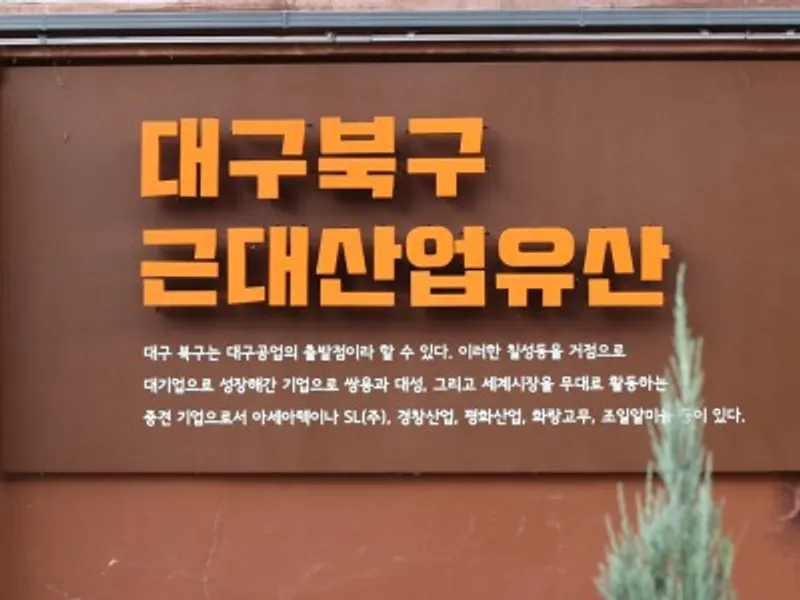 대구북구
근대산업유산
대구 북구는 대구공업의 출발점이라 할 수 있다. 이러한 칠성동을 거점으로
대기업으로 성장해간 기업으로 쌍용과 대성, 그리고 세계시장을 무대로 활동하는
중견 기업으로서 아세아텍이나 SL(주), 경창산업, 평화산업, 화랑고무, 조일알미늄 등이 있다.